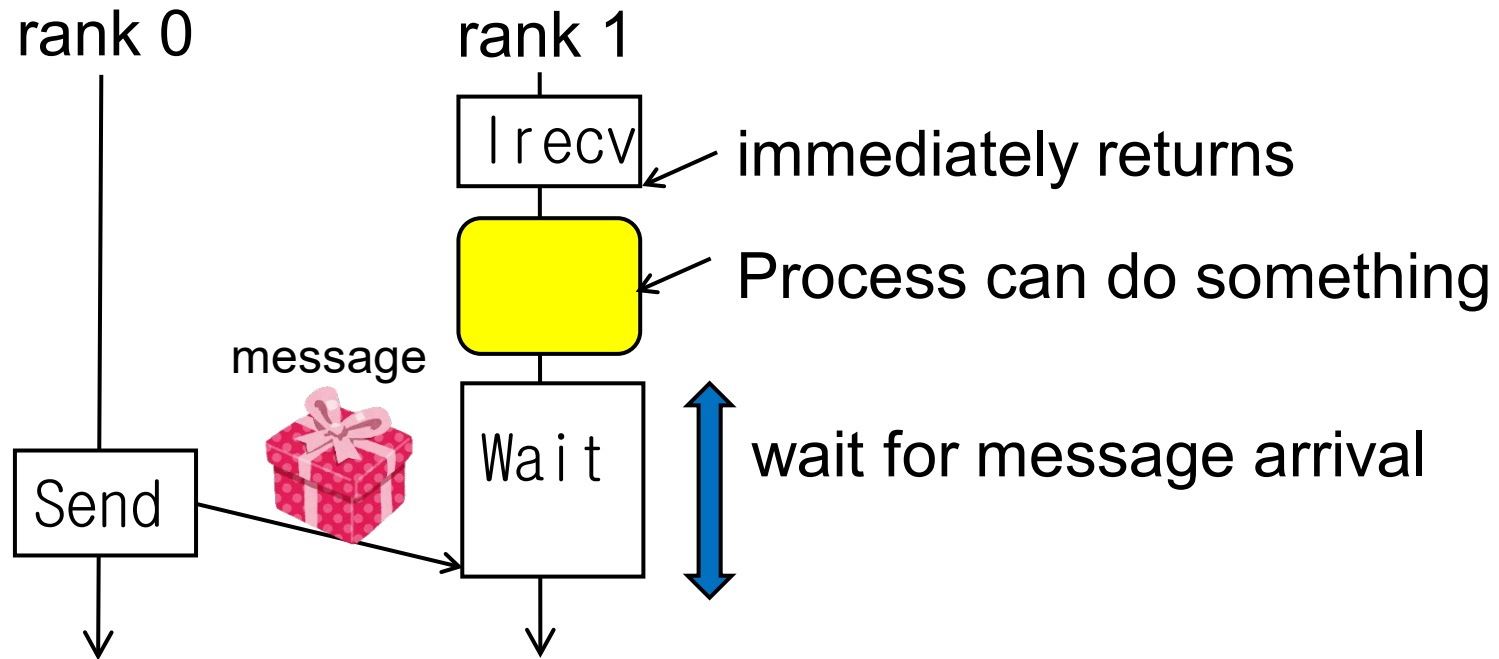 rank 0
rank 1
Irecv
immediately returns
Process can do something
message
Wait
wait for message arrival
Send